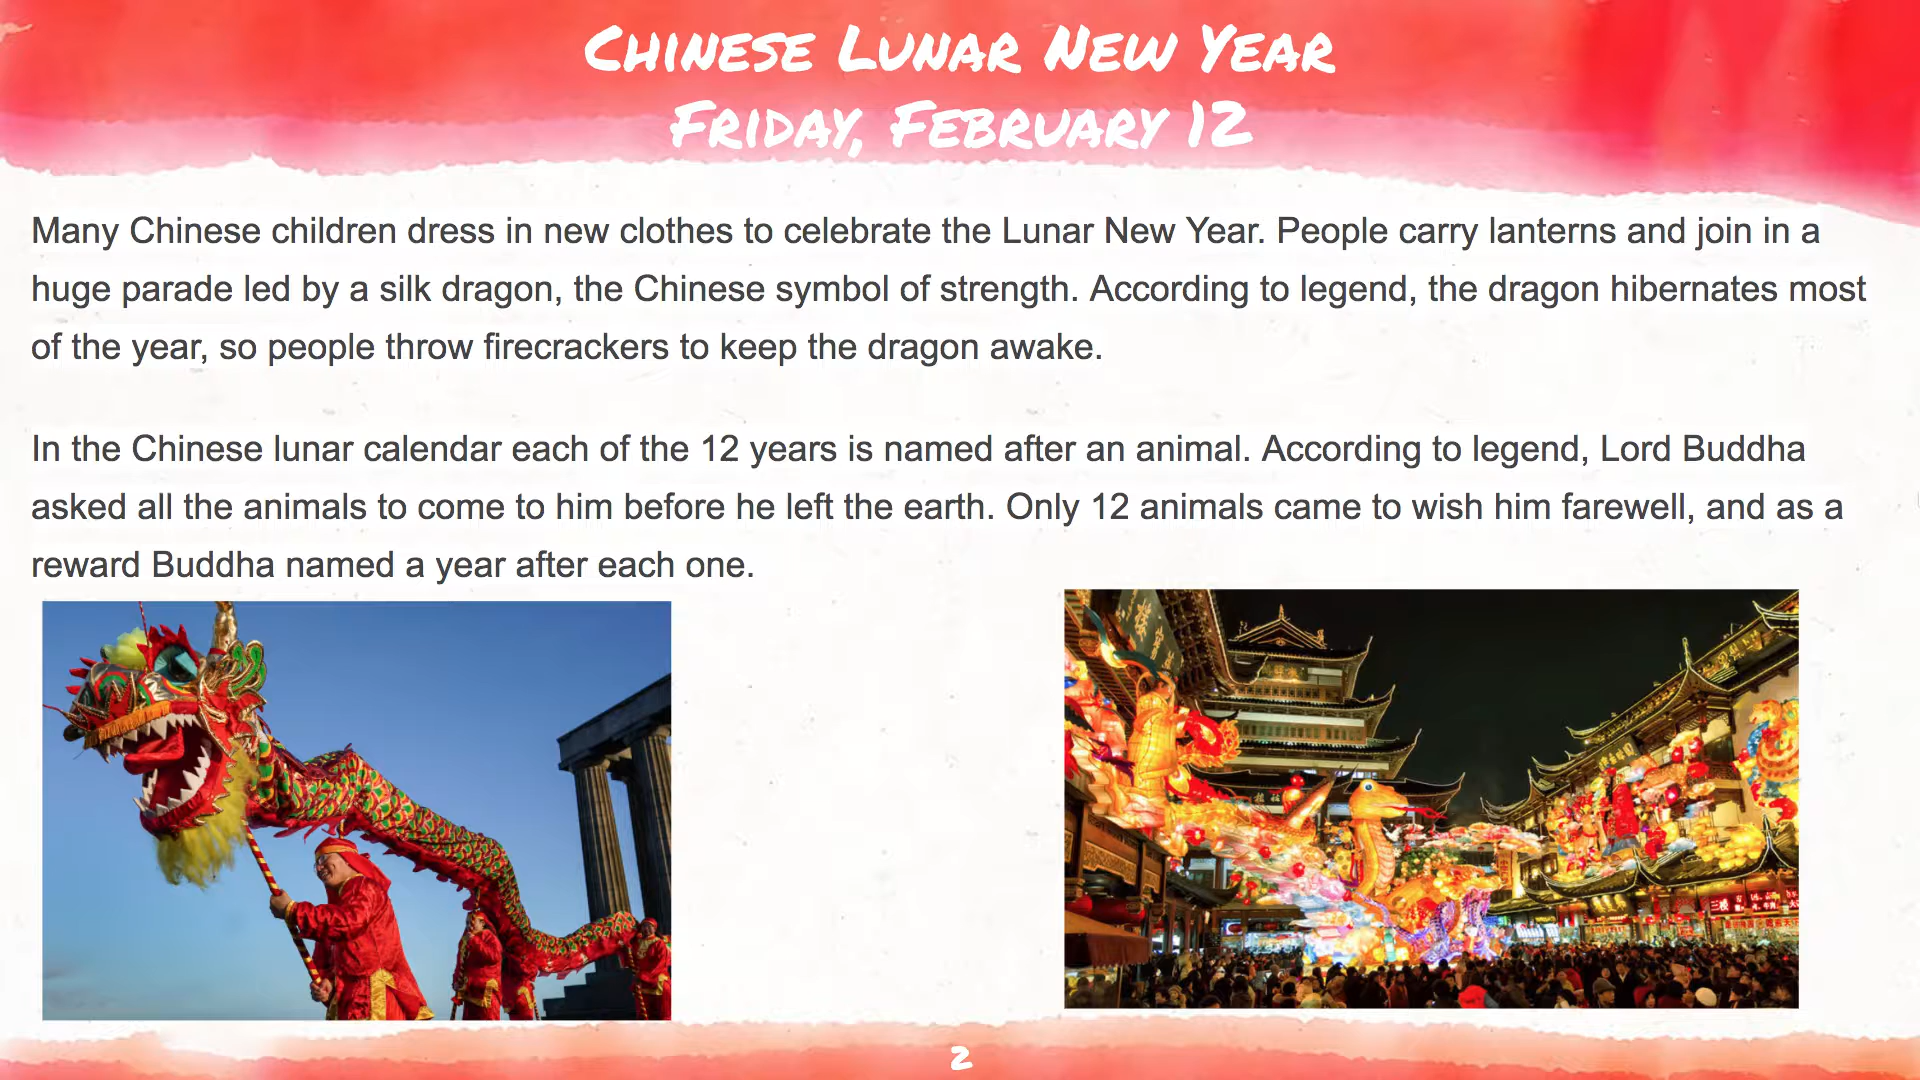 Chinese Lunar New Year
Friday, February 12
Many Chinese children dress in new clothes to celebrate the Lunar New Year. People carry lanterns and join in a
huge parade led by a silk dragon, the Chinese symbol of strength. According to legend, the dragon hibernates most
of the year, so people throw firecrackers to keep the dragon awake.
In the Chinese lunar calendar each of the 12 years is named after an animal. According to legend, Lord Buddha
asked all the animals to come to him before he left the earth. Only 12 animals came to wish him farewell, and as a
reward Buddha named a year after each one.
2